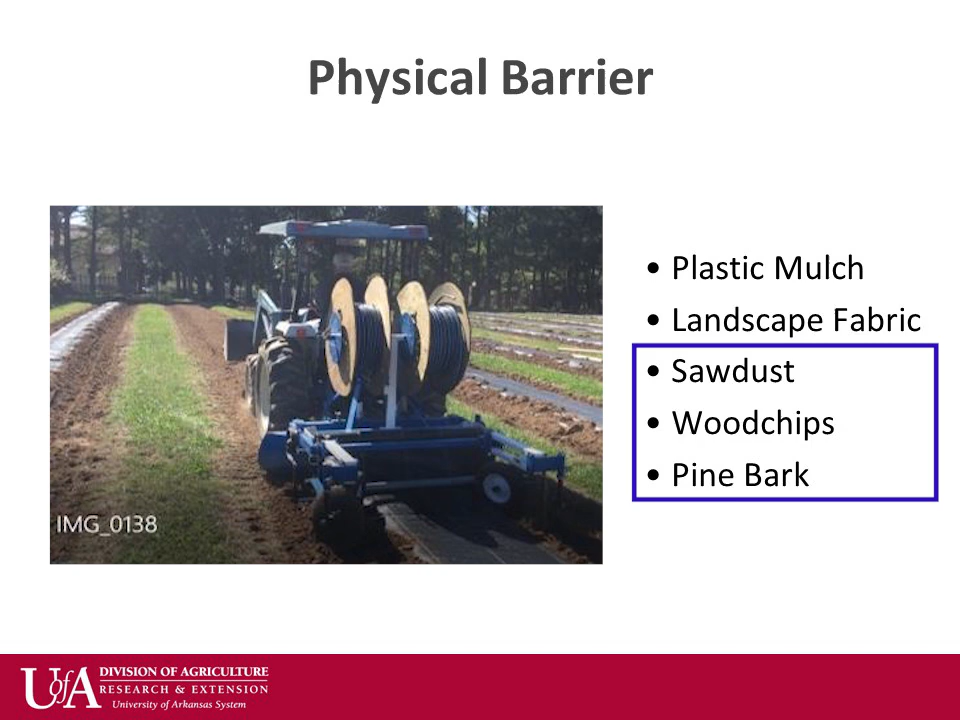 Physical Barrier
IMG_0138
• Plastic Mulch
• Landscape Fabric
• Sawdust
• Woodchips
• Pine Bark
UofA
DIVISION OF AGRICULTURE
RESEARCH & EXTENSION
University of Arkansas System